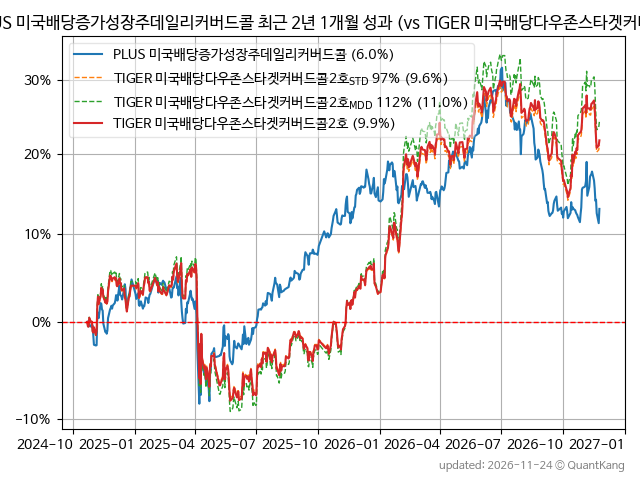 US 미국배당증가성장주데일리커버드콜 최근 2년 1개월 성과 (vs TIGER 미국배당다우존스타겟커버
PLUS 미국배당증가성장주데일리커버드콜 (6.0%)
TIGER 미국배당다우존스타겟커버드콜2호STD 97% (9.6%)
TIGER 미국배당다우존스타겟커버드콜2호MDD 112% (11.0%)
TIGER 미국배당다우존스타겟커버드콜2호 (9.9%)
30%
20%
10%
0%
−10%
2024-10 2025-01 2025-04 2025-07 2025-10 2026-01 2026-04 2026-07 2026-10 2027-01
updated: 2026-11-24 © QuantKang